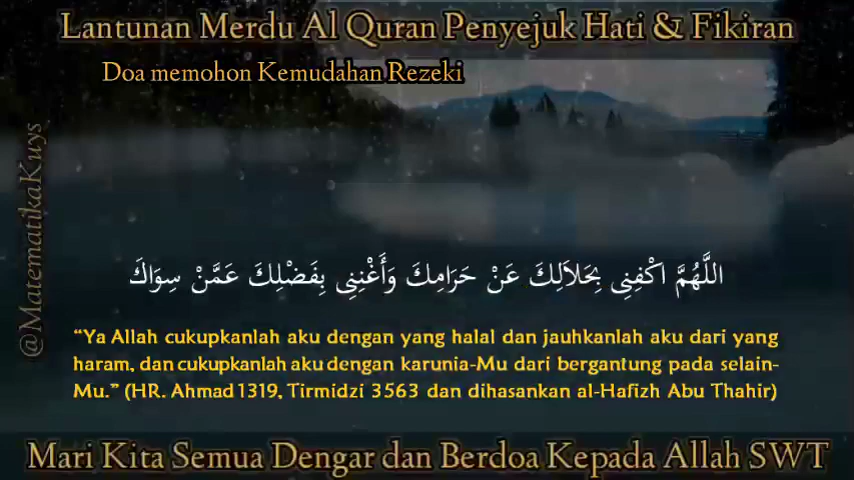 Lantunan Merdu Al Quran Penyejuk Hati & Fikiran
Doa memohon Kemudahan Rezeki
@MatematikaKuys
اللَّهُمَّ اكْفِنِى بِحَلاَلِكَ عَنْ حَرَامِكَ وَأَغْنِنِى بِفَضْلِكَ عَمَّنْ سِوَاكَ
“Ya Allah cukupkanlah aku dengan yang halal dan jauhkanlah aku dari yang
haram, dan cukupkanlah aku dengan karunia-Mu dari bergantung pada selain-
Mu.” (HR. Ahmad 1319, Tirmidzi 3563 dan dihasankan al-Hafizh Abu Thahir)
Mari Kita Semua Dengar dan Berdoa Kepada Allah SWT